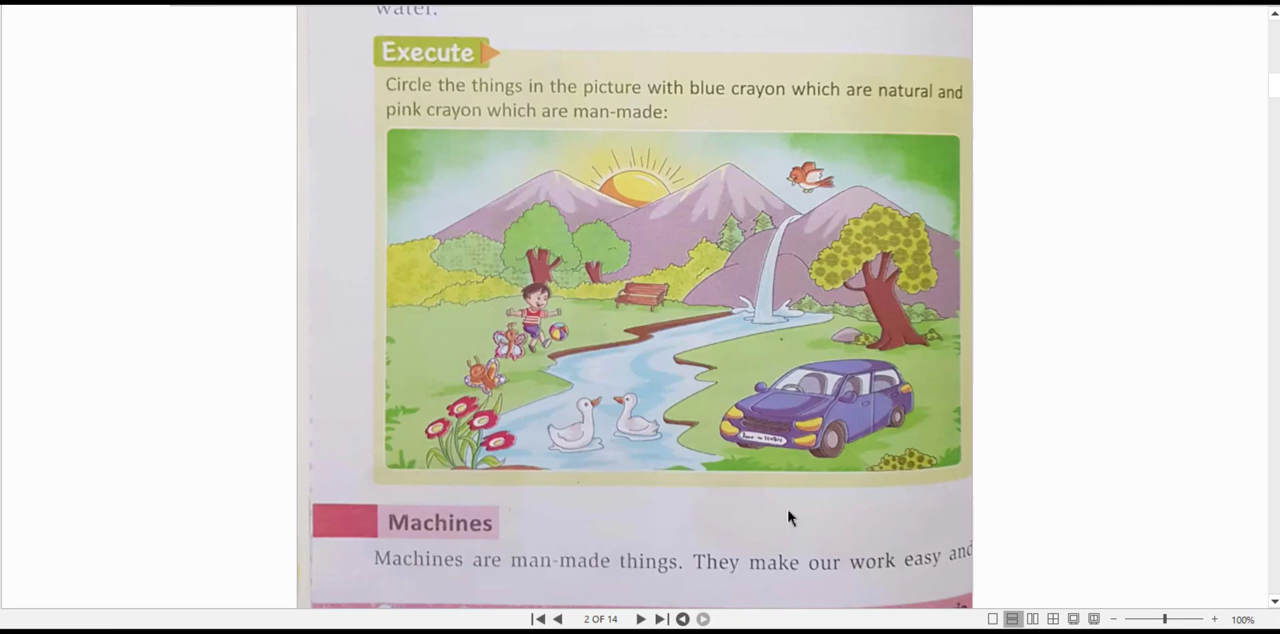 water.
Execute
Circle the things in the picture with blue crayon which are natural and
pink crayon which are man-made:
Machines
Machines are man-made things. They make our work easy and
2 OF 14
100%